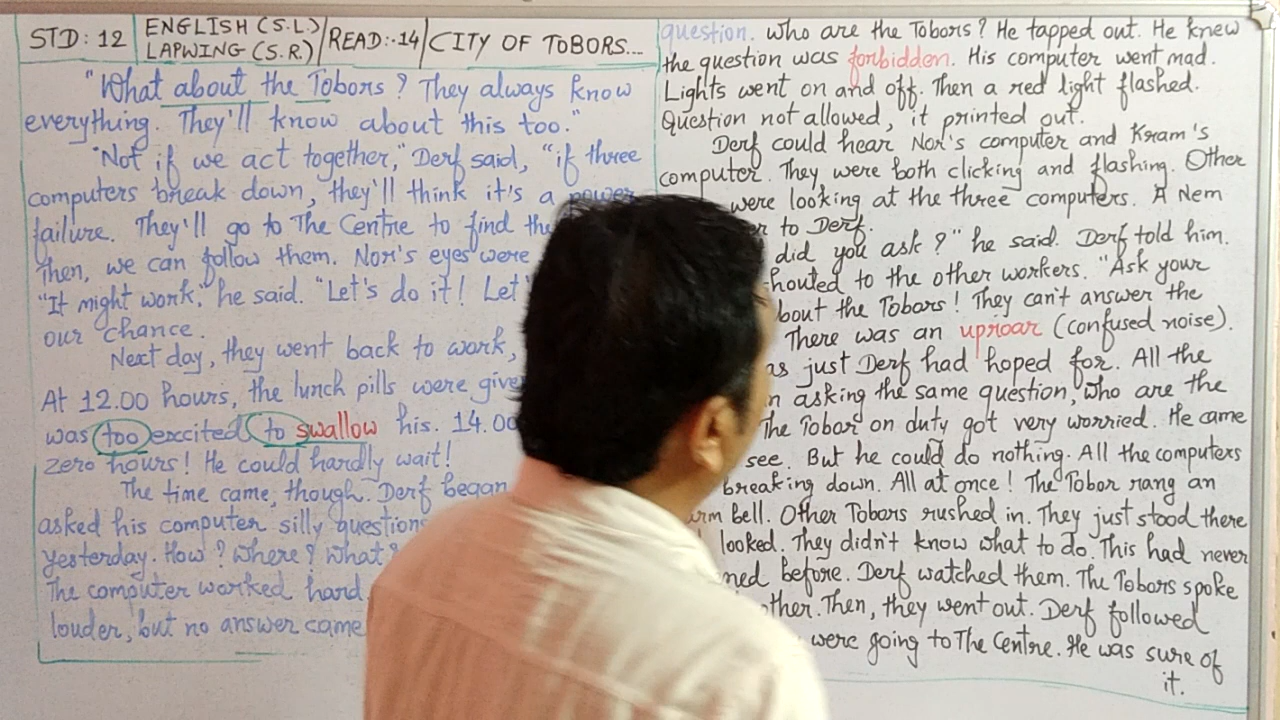 STD: 12
ENGLISH (S.L.)
LAPWING (S.R.)
READ:-14
CITY OF TOBORS...
"What about the Tobors? They always know
everything. They'll know about this too."
"Not if we act together," Derf said, "if three
computers break down, they'll think it's a power
failure. They'll go to The Centre to find the
Then, we can follow them. Nor's eyes were
"It might work," he said. "Let's do it! Let
our chance.
Next day, they went back to work,
At 12.00 hours, the lunch pills were give
was too excited to swallow his. 14.00
zero hours! He could hardly wait!
The time came, though. Derf began
asked his computer silly questions
yesterday. How? Where? What?
The computer worked hard.
louder, but no answer came
question. Who are the Tobors? He tapped out. He knew
the question was forbidden. His computer went mad.
Lights went on and off. Then a red light flashed.
Question not allowed, it printed out.
Derf could hear Nor's computer and Kram's
computer. They were both clicking and flashing. Other
were looking at the three computers. A Nem
to Derf.
did you ask?" he said. Derf told him.
houted to the other workers. "Ask your
bout the Tobors! They can't answer the
There was an uproar (confused noise).
as just Derf had hoped for. All the
n asking the same question, who are the
The Tobor on duty got very worried. He came
see. But he could do nothing. All the computers
breaking down. All at once! The Tobor rang an
arm bell. Other Tobors rushed in. They just stood there
looked. They didn't know what to do. This had never
ned before. Derf watched them. The Tobors spoke
other. Then, they went out. Derf followed
were going to The Centre. He was sure of
it.